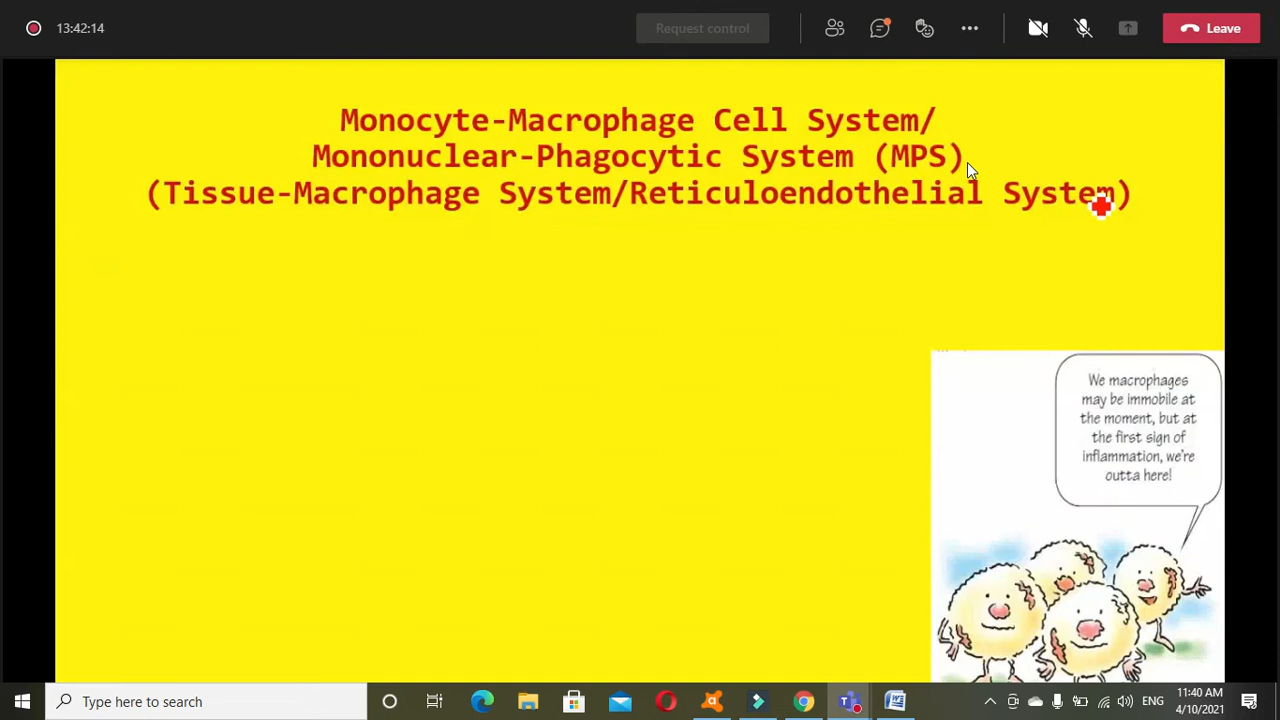 13:42:14
Request control
Leave
Monocyte-Macrophage Cell System/
Mononuclear-Phagocytic System (MPS)
(Tissue-Macrophage System/Reticuloendothelial System)
We macrophages
may be immobile at
the moment, but at
the first sign of
inflammation, we're
outta here!
Type here to search
ENG
11:40 AM
4/10/2021